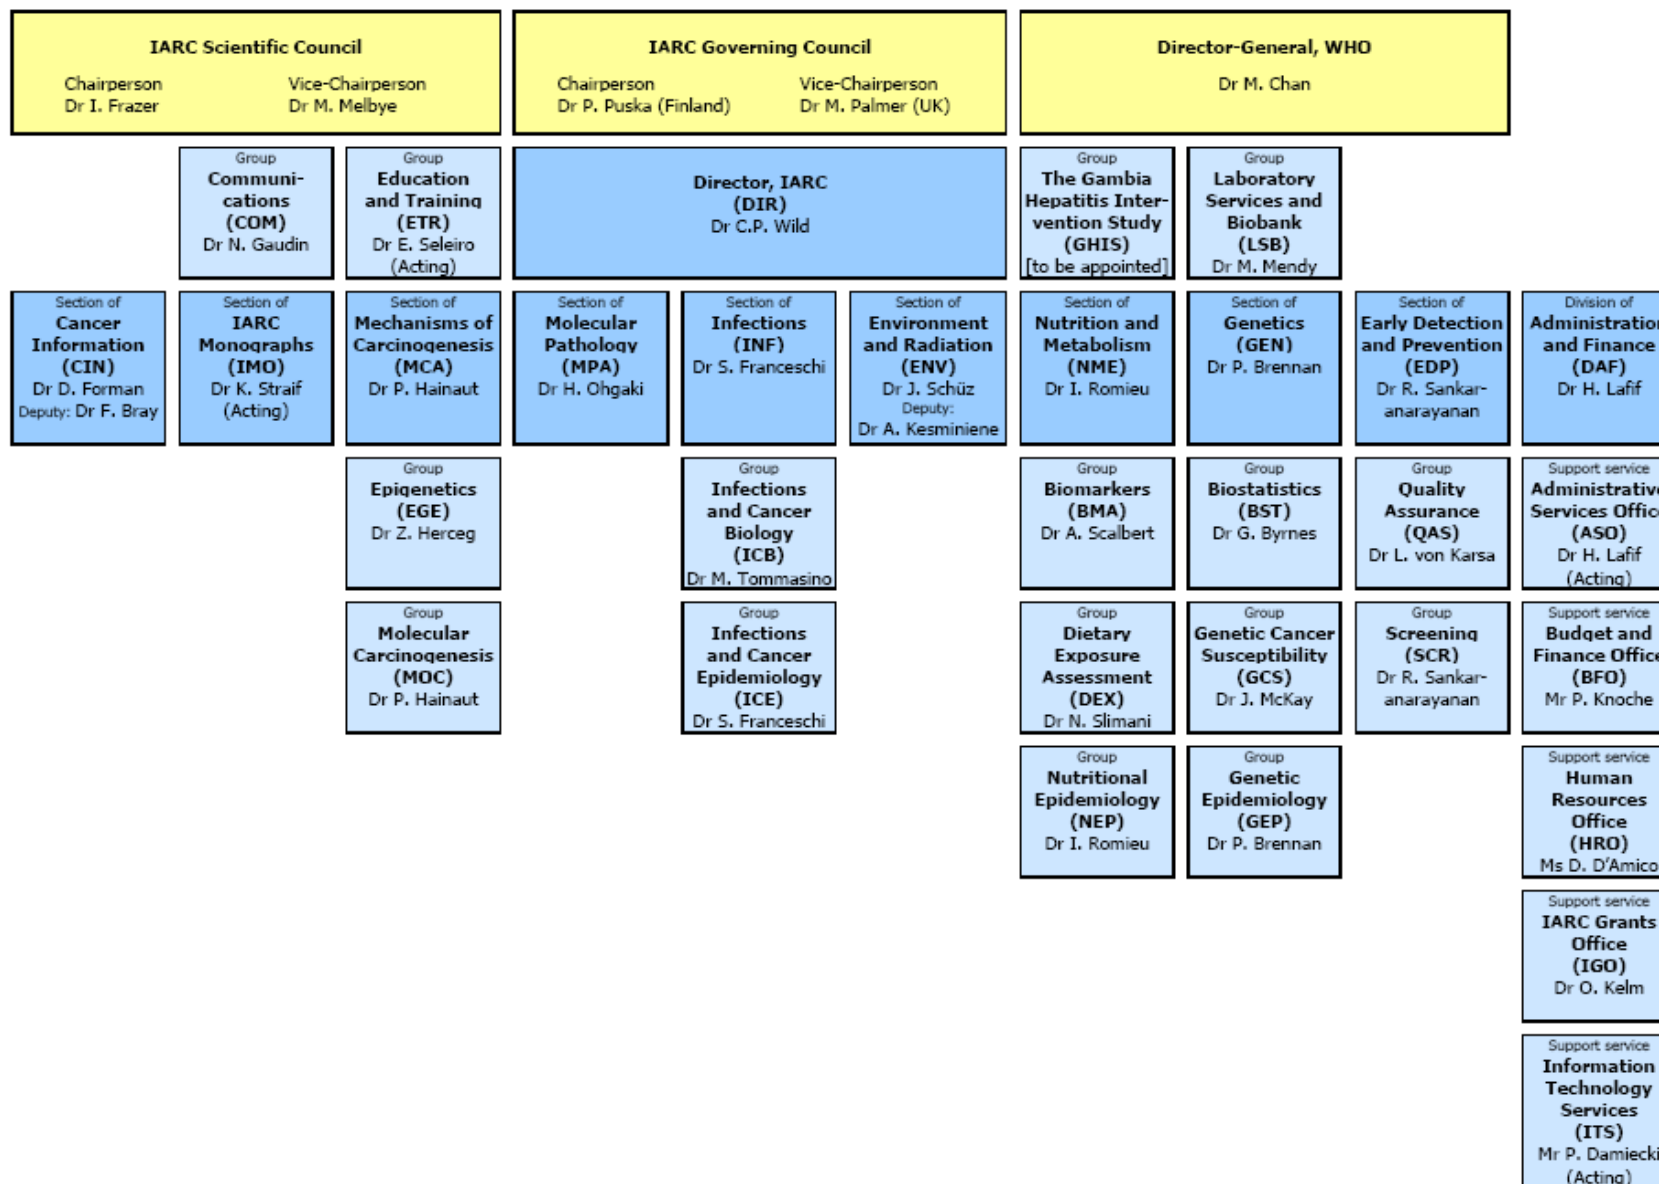 IARC Scientific Council
Chairperson Vice-Chairperson
Dr I. Frazer Dr M. Melbye
IARC Governing Council
Chairperson Vice-Chairperson
Dr P. Puska (Finland) Dr M. Palmer (UK)
Director-General, WHO
Dr M. Chan
Group
Communi-
cations
(COM)
Dr N. Gaudin
Group
Education
and Training
(ETR)
Dr E. Seleiro
(Acting)
Director, IARC
(DIR)
Dr C.P. Wild
Group
The Gambia
Hepatitis Inter-
vention Study
(GHIS)
[to be appointed]
Group
Laboratory
Services and
Biobank
(LSB)
Dr M. Mendy
Section of
Cancer
Information
(CIN)
Dr D. Forman
Deputy: Dr F. Bray
Section of
IARC
Monographs
(IMO)
Dr K. Straif
(Acting)
Section of
Mechanisms of
Carcinogenesis
(MCA)
Dr P. Hainaut
Section of
Molecular
Pathology
(MPA)
Dr H. Ohgaki
Section of
Infections
(INF)
Dr S. Franceschi
Section of
Environment
and Radiation
(ENV)
Dr J. Schüz
Deputy:
Dr A. Kesminiene
Section of
Nutrition and
Metabolism
(NME)
Dr I. Romieu
Section of
Genetics
(GEN)
Dr P. Brennan
Section of
Early Detection
and Prevention
(EDP)
Dr R. Sankar-
anarayanan
Division of
Administration
and Finance
(DAF)
Dr H. Lafif
Group
Epigenetics
(EGE)
Dr Z. Herceg
Group
Infections
and Cancer
Biology
(ICB)
Dr M. Tommasino
Group
Biomarkers
(BMA)
Dr A. Scalbert
Group
Biostatistics
(BST)
Dr G. Byrnes
Group
Quality
Assurance
(QAS)
Dr L. von Karsa
Support service
Administrative
Services Office
(ASO)
Dr H. Lafif
(Acting)
Group
Molecular
Carcinogenesis
(MOC)
Dr P. Hainaut
Group
Infections
and Cancer
Epidemiology
(ICE)
Dr S. Franceschi
Group
Dietary
Exposure
Assessment
(DEX)
Dr N. Slimani
Group
Genetic Cancer
Susceptibility
(GCS)
Dr J. McKay
Group
Screening
(SCR)
Dr R. Sankar-
anarayanan
Support service
Budget and
Finance Office
(BFO)
Mr P. Knoche
Group
Nutritional
Epidemiology
(NEP)
Dr I. Romieu
Group
Genetic
Epidemiology
(GEP)
Dr P. Brennan
Support service
Human
Resources
Office
(HRO)
Ms D. D'Amico
Support service
IARC Grants
Office
(IGO)
Dr O. Kelm
Support service
Information
Technology
Services
(ITS)
Mr P. Damiecki
(Acting)